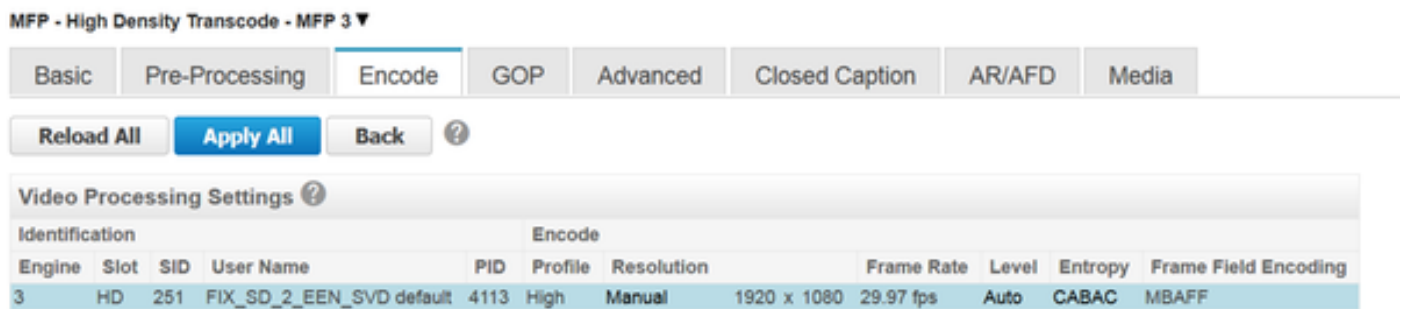 MFP - High Density Transcode - MFP 3▼
Basic Pre-Processing Encode GOP Advanced Closed Caption AR/AFD Media
Reload All Apply All Back ?
Video Processing Settings ?
Identification Encode
Engine Slot SID User Name PID Profile Resolution Frame Rate Level Entropy Frame Field Encoding
3 HD 251 FIX_SD_2_EEN_SVD default 4113 High Manual 1920 x 1080 29.97 fps Auto CABAC MBAFF